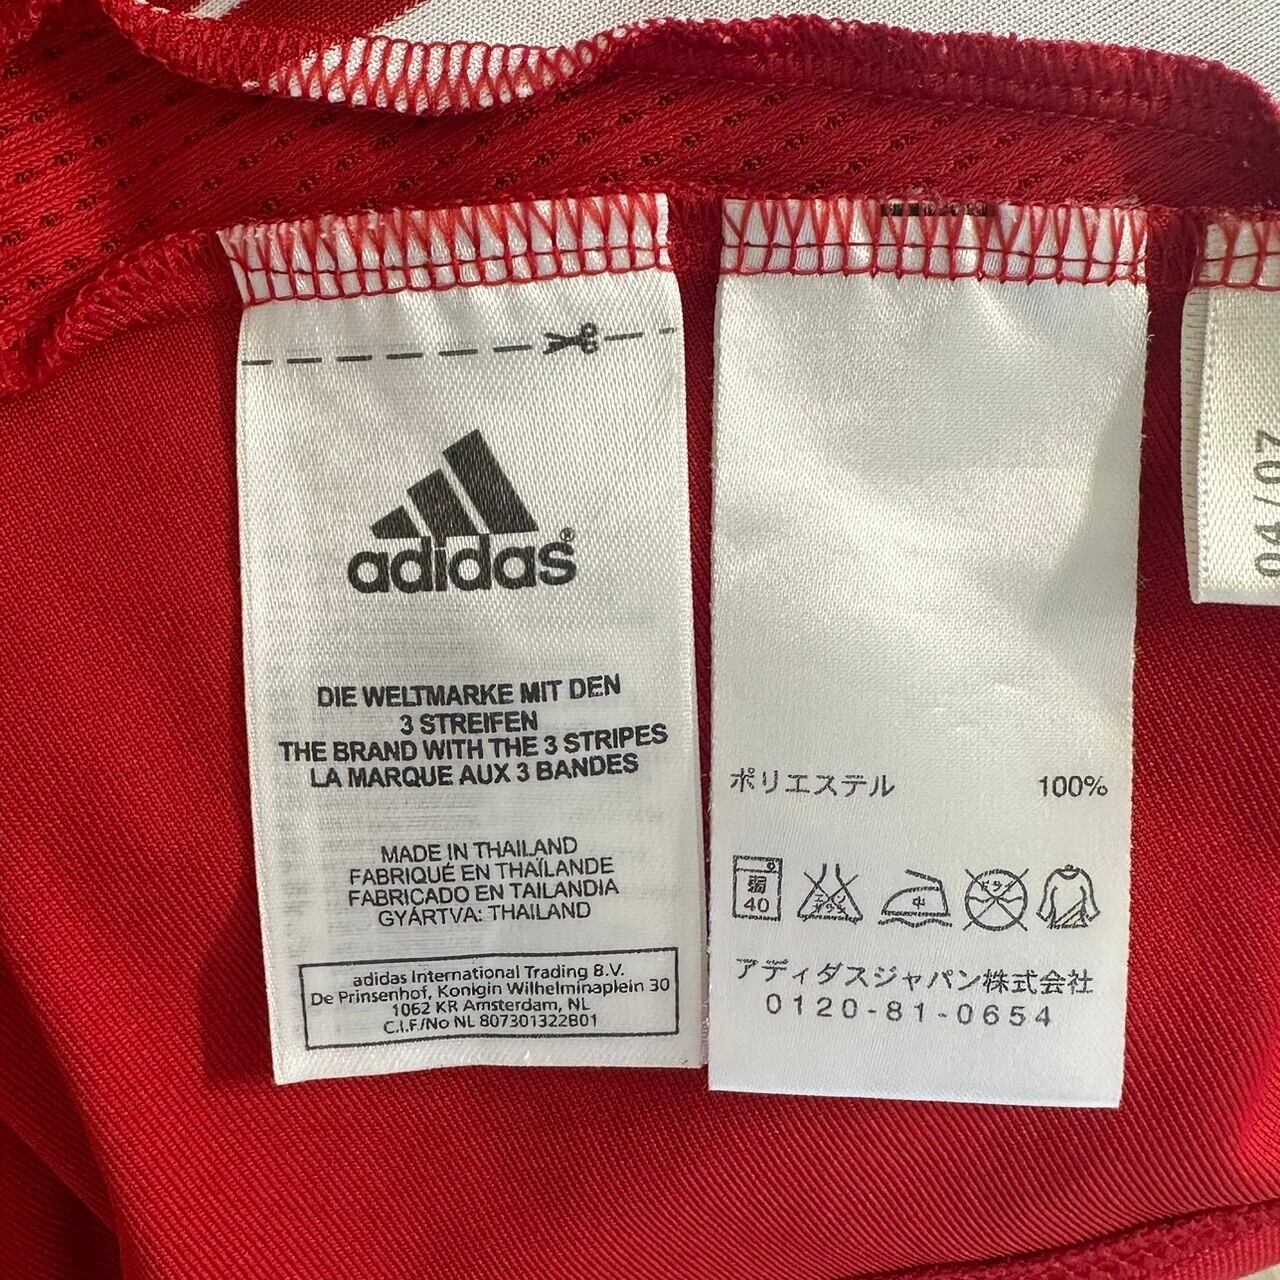 adidas®
DIE WELTMARKE MIT DEN
3 STREIFEN
THE BRAND WITH THE 3 STRIPES
LA MARQUE AUX 3 BANDES
MADE IN THAILAND
FABRIQUÉ EN THAÏLANDE
FABRICADO EN TAILANDIA
GYÁRTVA: THAILAND
adidas International Trading B.V.
De Prinsenhof, Konigin Wilhelminaplein 30
1062 KR Amsterdam, NL
C.I.F/No NL 807301322B01
ポリエステル 100%
弱
40
中
アディダスジャパン株式会社
0120-81-0654
04/07